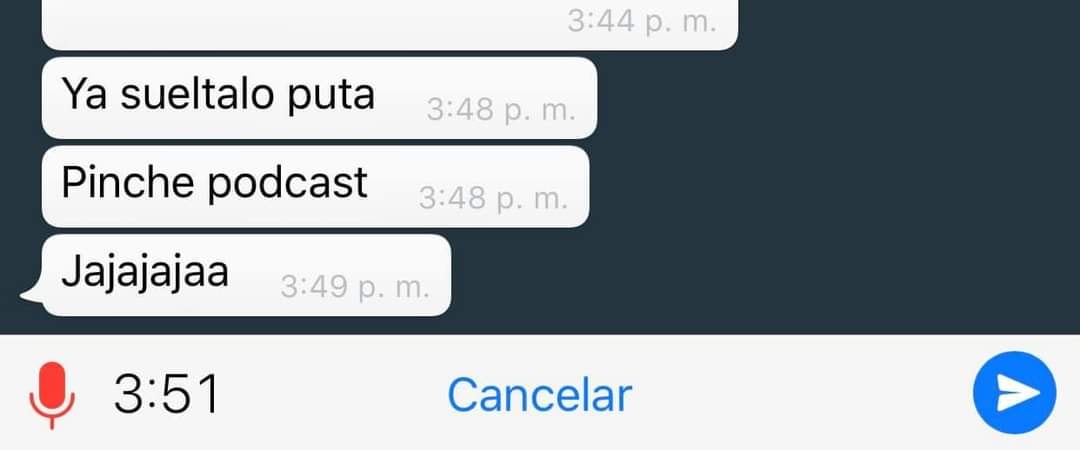 3:44 p. m.
Ya sueltalo puta 3:48 p. m.
Pinche podcast 3:48 p. m.
Jajajajaa 3:49 p. m.
3:51 Cancelar